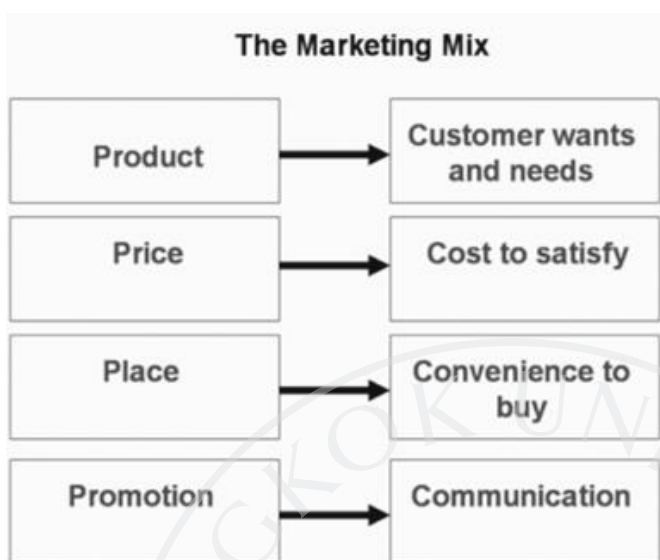 The Marketing Mix
Product
Customer wants
and needs
Price
Cost to satisfy
Place
Convenience to
buy
Promotion
Communication